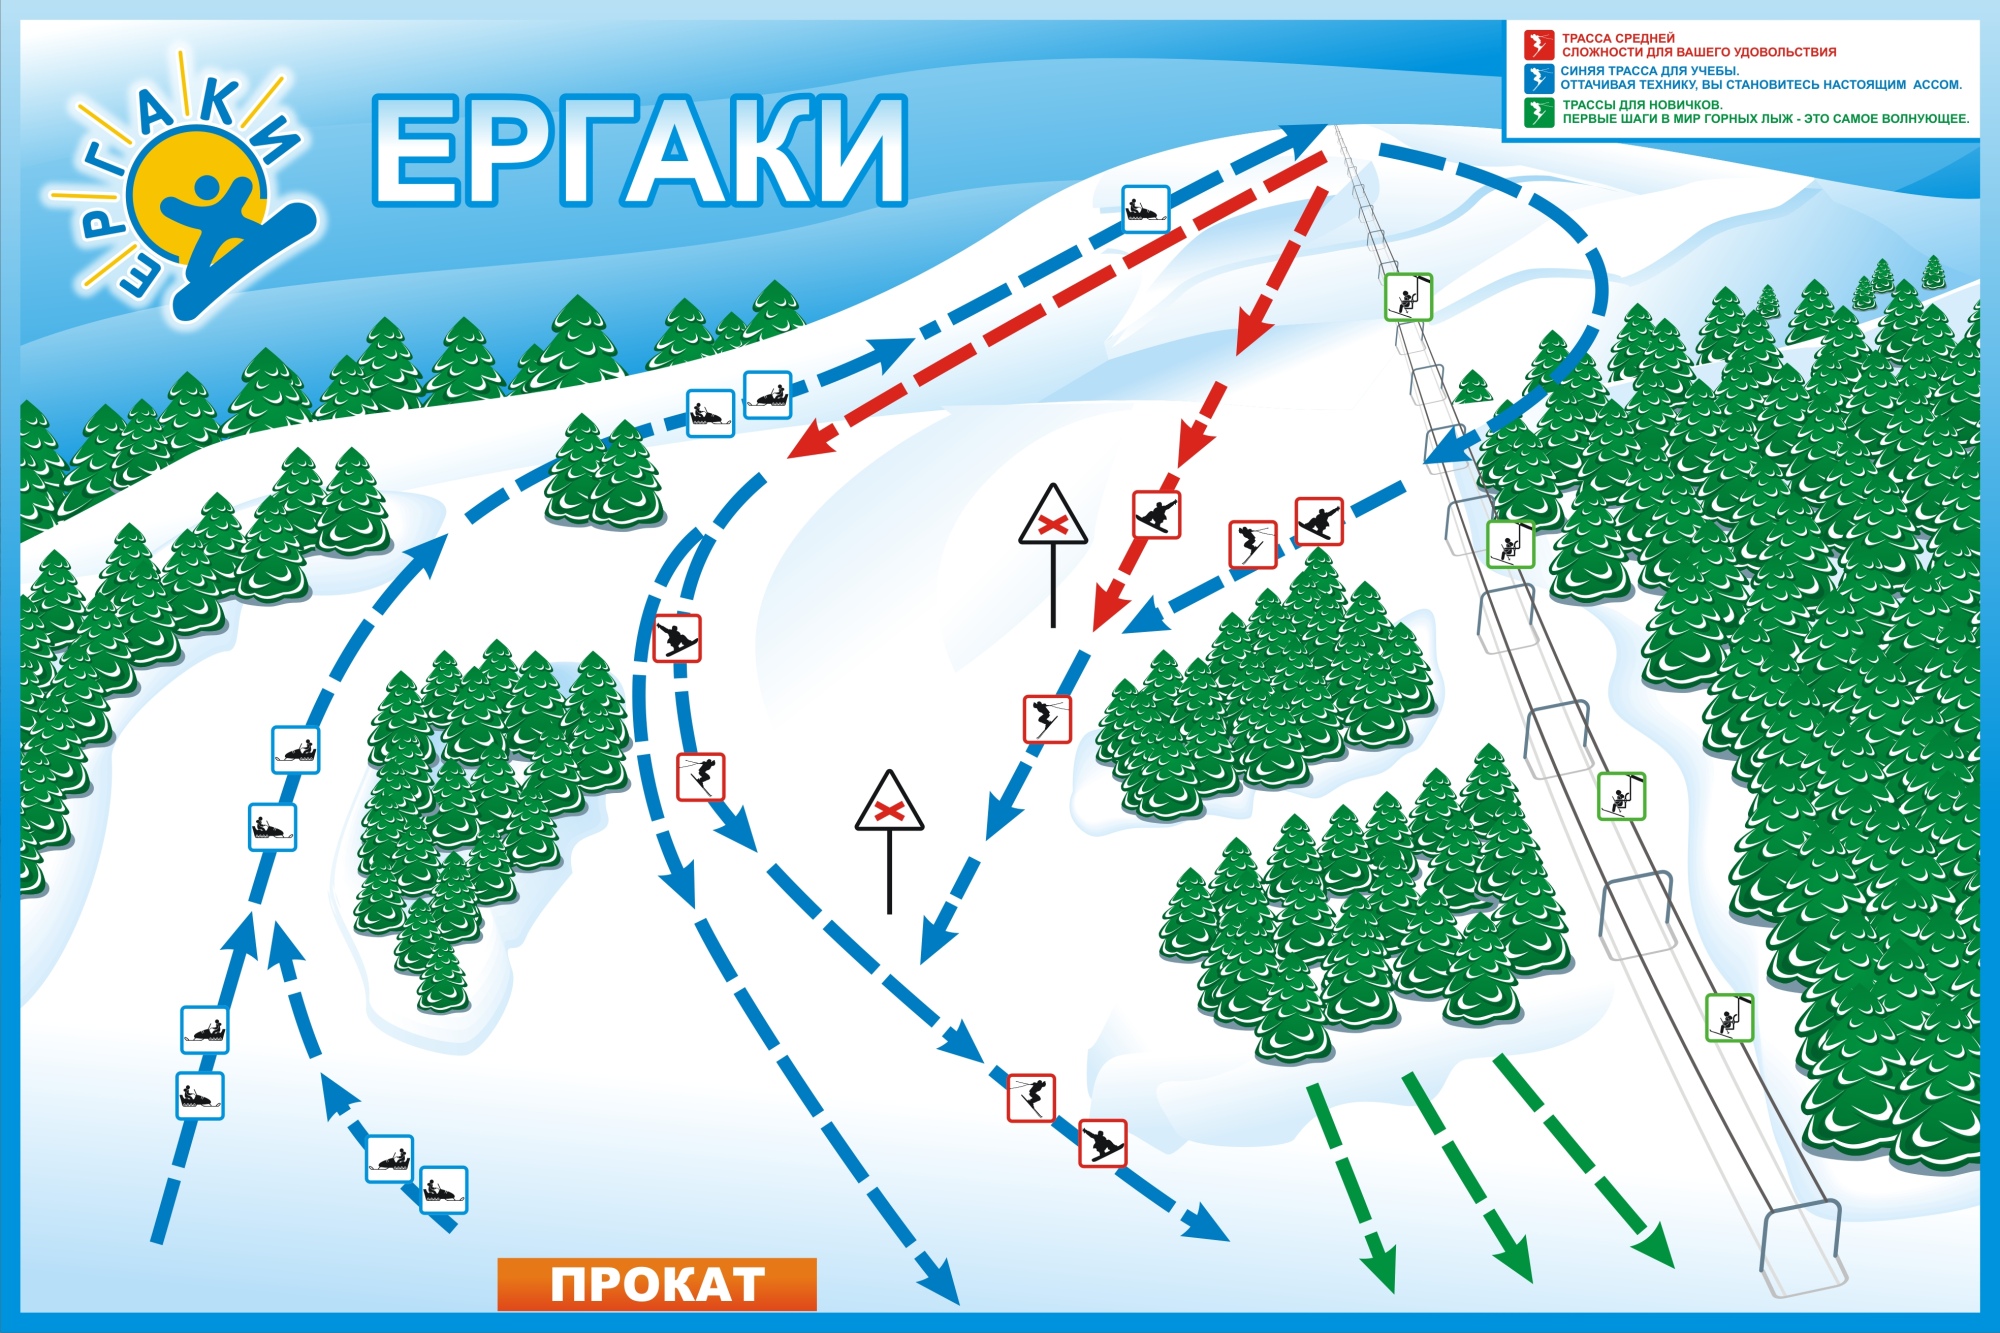 ЕРГАКИ
ЕРГАКИ
ТРАССА СРЕДНЕЙ
СЛОЖНОСТИ ДЛЯ ВАШЕГО УДОВОЛЬСТВИЯ
СИНЯЯ ТРАССА ДЛЯ УЧЕБЫ.
ОТТАЧИВАЯ ТЕХНИКУ, ВЫ СТАНОВИТЕСЬ НАСТОЯЩИМ АССОМ.
ТРАССЫ ДЛЯ НОВИЧКОВ.
ПЕРВЫЕ ШАГИ В МИР ГОРНЫХ ЛЫЖ - ЭТО САМОЕ ВОЛНУЮЩЕЕ.
ПРОКАТ